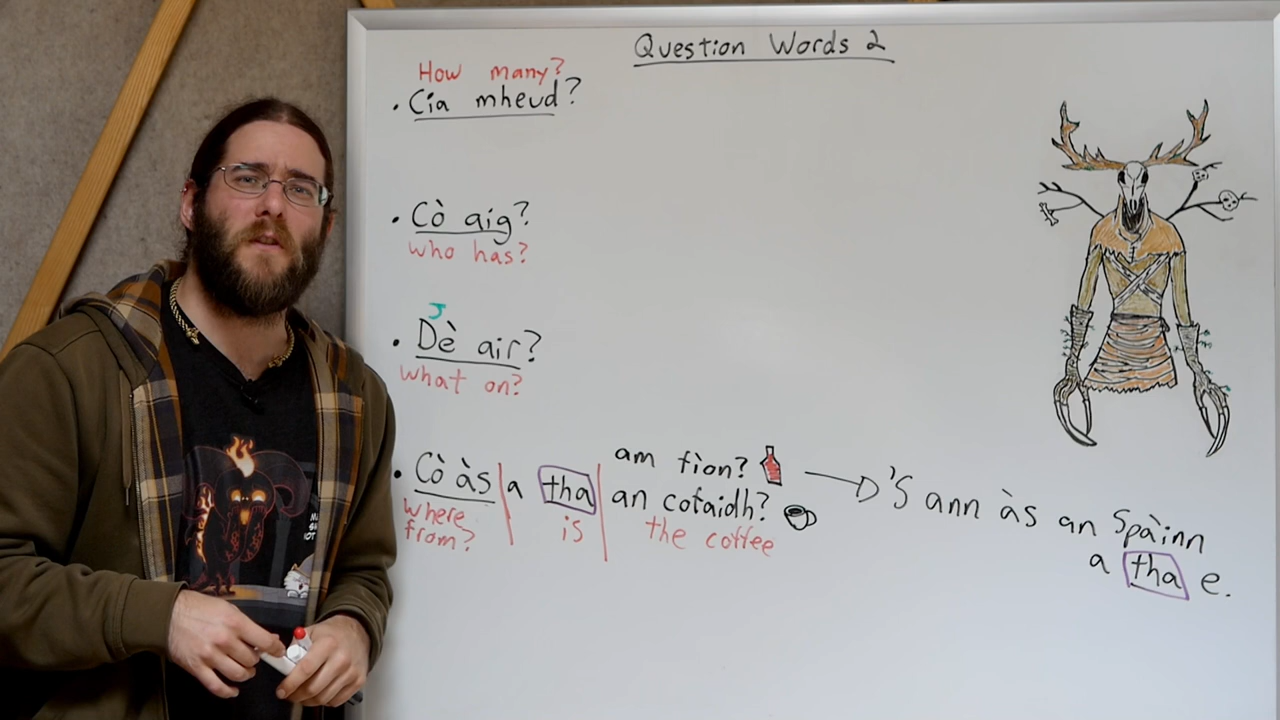 Question Words 2
How many?
· Cia mheud?
· Cò aig?
who has?
J
· Dè air?
what on?
am fìon?
· Cò às a tha an cofaidh?
where from? is the coffee
'S ann às an Spàinn
a tha e.